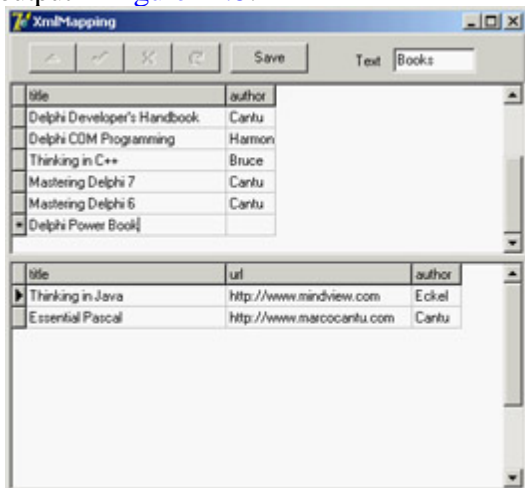 XmlMapping
Save Text Books
title author
Delphi Developer's Handbook Cantu
Delphi COM Programming Harmon
Thinking in C++ Bruce
Mastering Delphi 7 Cantu
Mastering Delphi 6 Cantu
Delphi Power Book
title url author
Thinking in Java http://www.mindview.com Eckel
Essential Pascal http://www.marcocantu.com Cantu